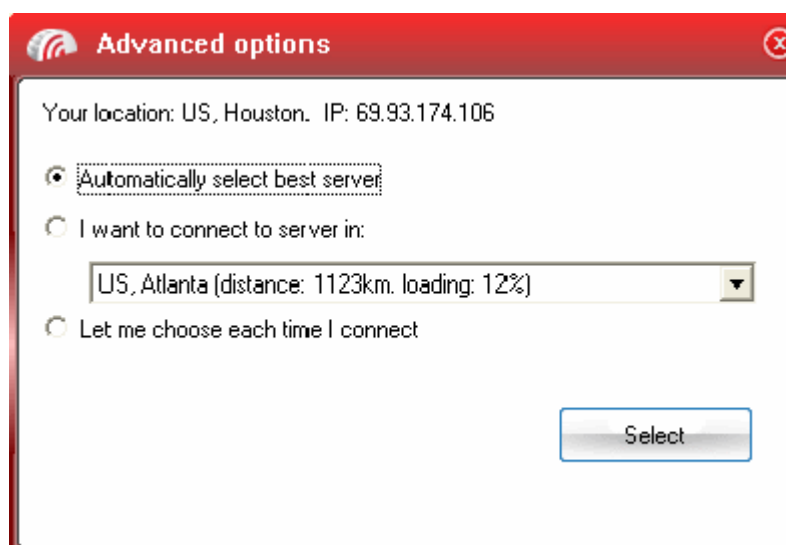 Advanced options
Your location: US, Houston.  IP: 69.93.174.106
Automatically select best server
I want to connect to server in:
US, Atlanta (distance: 1123km. loading: 12%)
Let me choose each time I connect
Select